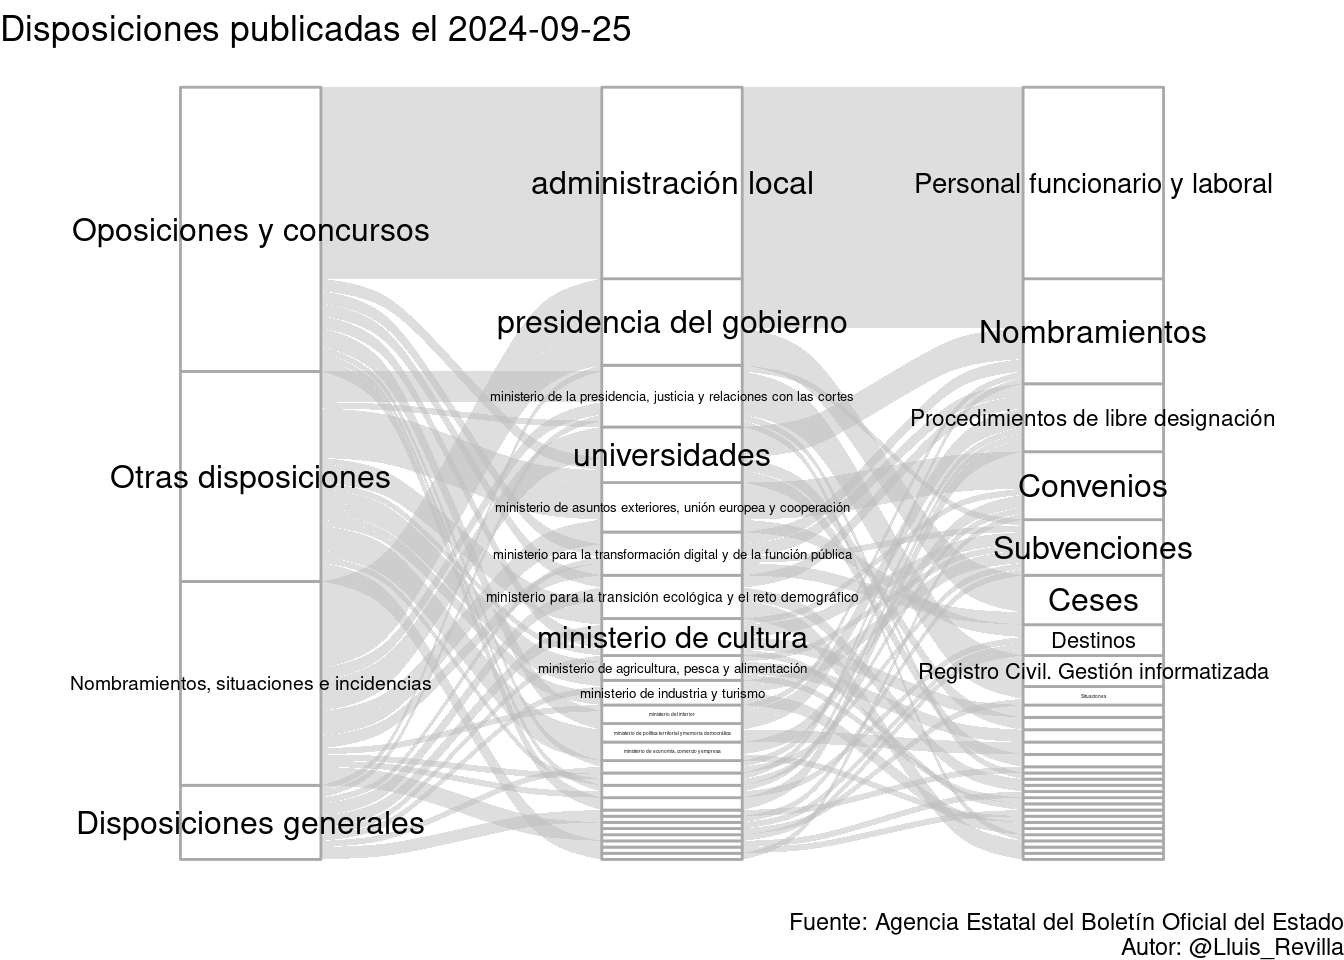 Disposiciones publicadas el 2024-09-25
Oposiciones y concursos
Otras disposiciones
Nombramientos, situaciones e incidencias
Disposiciones generales
administración local
presidencia del gobierno
ministerio de la presidencia, justicia y relaciones con las cortes
universidades
ministerio de asuntos exteriores, unión europea y cooperación
ministerio para la transformación digital y de la función pública
ministerio para la transición ecológica y el reto demográfico
ministerio de cultura
ministerio de agricultura, pesca y alimentación
ministerio de industria y turismo
ministerio del interior
ministerio de política territorial y memoria democrática
ministerio de economía, comercio y empresa
Personal funcionario y laboral
Nombramientos
Procedimientos de libre designación
Convenios
Subvenciones
Ceses
Destinos
Registro Civil. Gestión informatizada
Situaciones
Fuente: Agencia Estatal del Boletín Oficial del Estado
Autor: @Lluis_Revilla